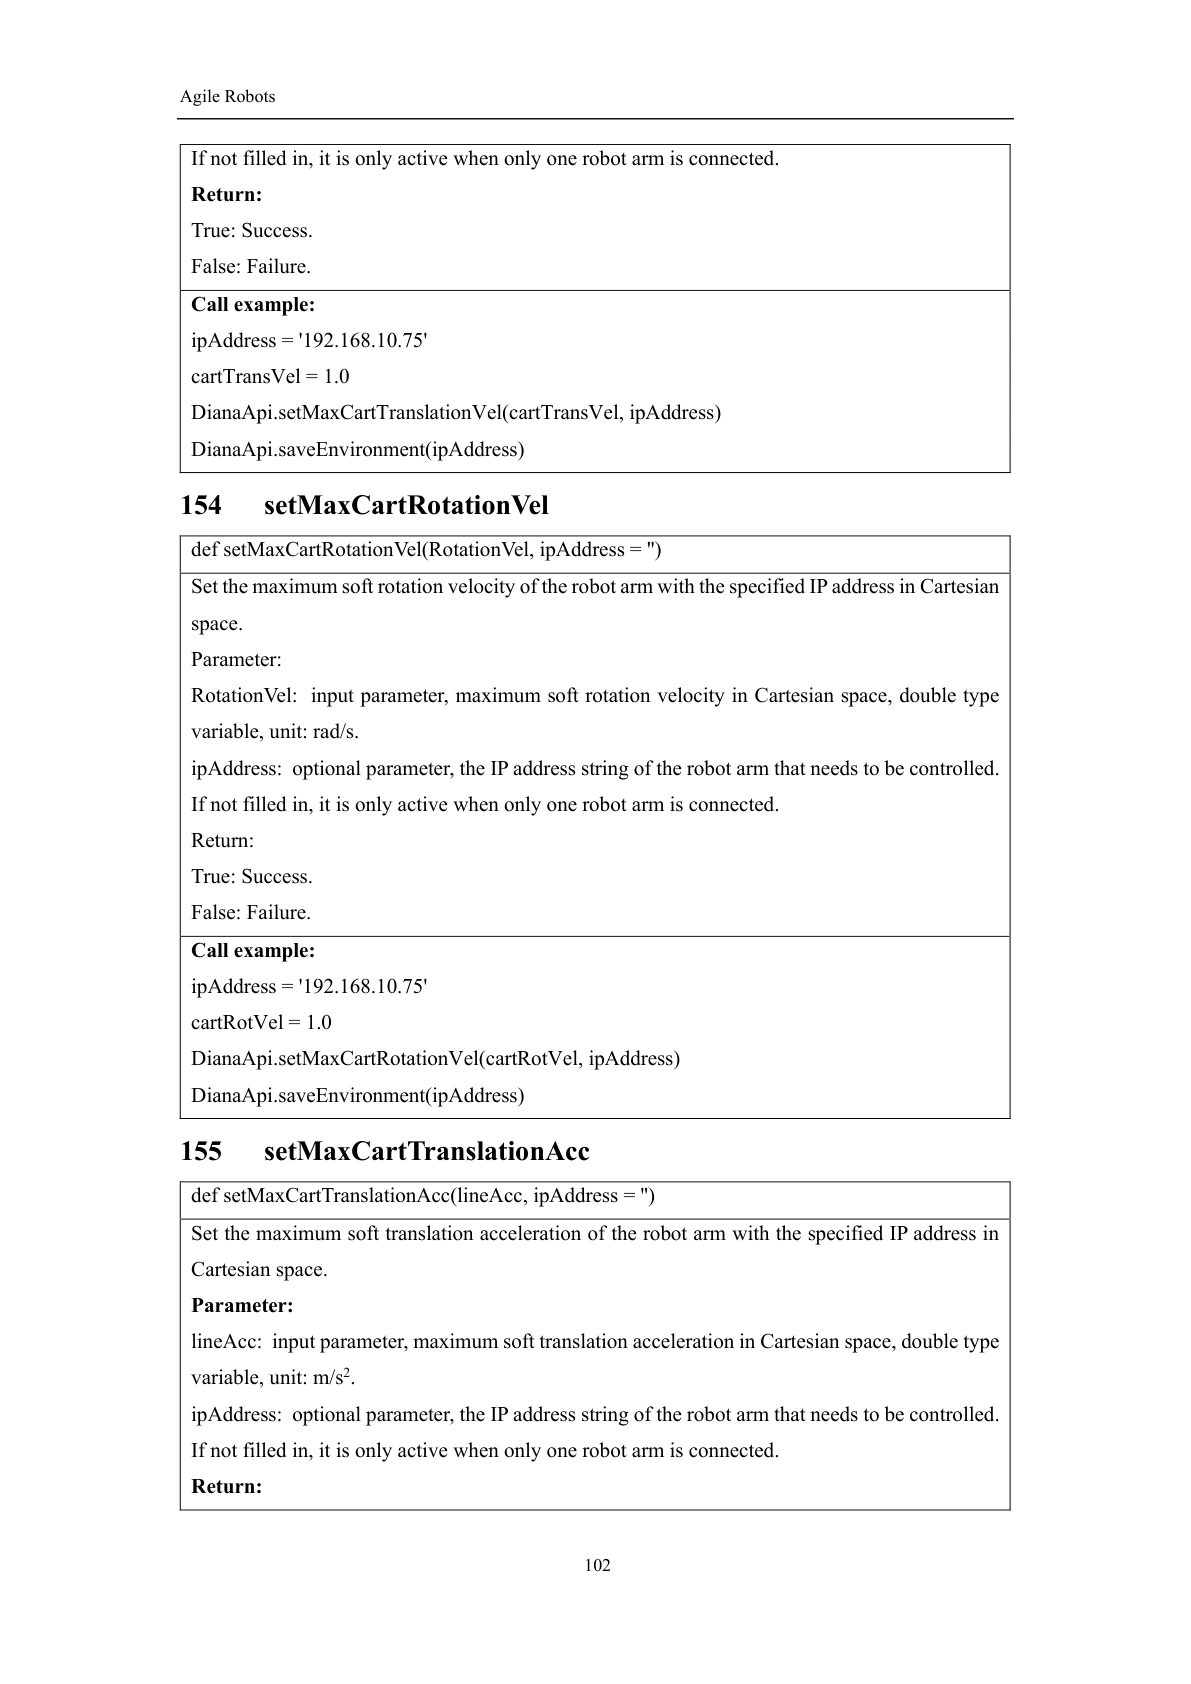 Agile Robots
If not filled in, it is only active when only one robot arm is connected.
Return:
True: Success.
False: Failure.
Call example:
ipAddress = '192.168.10.75'
cartTransVel = 1.0
DianaApi.setMaxCartTranslationVel(cartTransVel, ipAddress)
DianaApi.saveEnvironment(ipAddress)
154 setMaxCartRotationVel
def setMaxCartRotationVel(RotationVel, ipAddress = '')
Set the maximum soft rotation velocity of the robot arm with the specified IP address in Cartesian
space.
Parameter:
RotationVel: input parameter, maximum soft rotation velocity in Cartesian space, double type
variable, unit: rad/s.
ipAddress: optional parameter, the IP address string of the robot arm that needs to be controlled.
If not filled in, it is only active when only one robot arm is connected.
Return:
True: Success.
False: Failure.
Call example:
ipAddress = '192.168.10.75'
cartRotVel = 1.0
DianaApi.setMaxCartRotationVel(cartRotVel, ipAddress)
DianaApi.saveEnvironment(ipAddress)
155 setMaxCartTranslationAcc
def setMaxCartTranslationAcc(lineAcc, ipAddress = '')
Set the maximum soft translation acceleration of the robot arm with the specified IP address in
Cartesian space.
Parameter:
lineAcc: input parameter, maximum soft translation acceleration in Cartesian space, double type
variable, unit: m/s².
ipAddress: optional parameter, the IP address string of the robot arm that needs to be controlled.
If not filled in, it is only active when only one robot arm is connected.
Return:
102